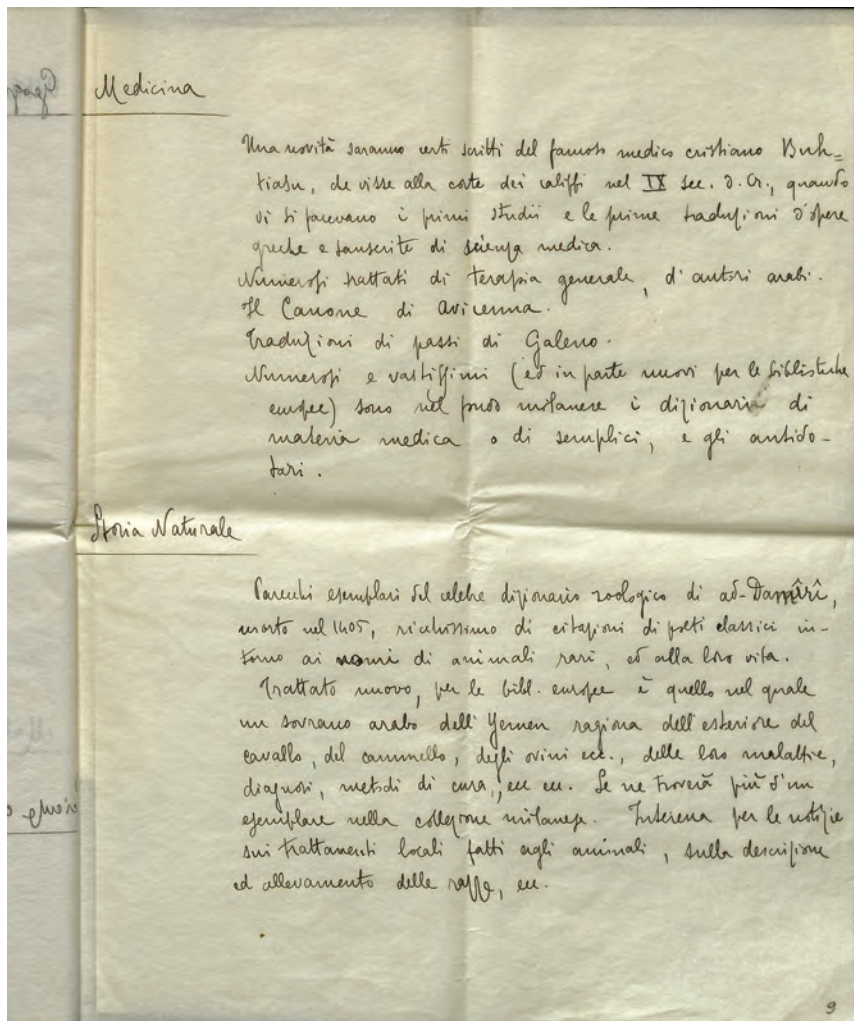 Medicina
Una novità saranno certi scritti del famoso medico cristiano Buh=
tiasu, che visse alla corte dei califfi nel IX sec. d. Cr., quando
vi si facevano i primi studii e le prime traduzioni d'opere
greche e sanscrite di scienza medica.
Numerosi trattati di terapia generale, d'autori arabi.
Il Canone di Avicenna.
Traduzioni di passi di Galeno.
Numerosi e vastissimi (ed in parte nuovi per le biblioteche
europee) sono nel fondo milanese i dizionari di
materia medica o di semplici, e gli antido-
tari.
Storia Naturale
Parecchi esemplari del celebre dizionario zoologico di ad-Damîrî,
morto nel 1405, ricchissimo di citazioni di poeti classici in-
torno ai nomi di animali rari, ed alla loro vita.
Trattato nuovo, per le bibl. europee è quello nel quale
un sovrano arabo dell'Yemen ragiona dell'esteriore del
cavallo, del cammello, degli ovini ecc., delle loro malattie,
diagnosi, metodi di cura, ecc ecc. Se ne troverà più d'un
esemplare nella collezione milanese. Interessa per le notizie
sui trattamenti locali fatti agli animali, sulla descrizione
ed allevamento delle razze, ecc.
9